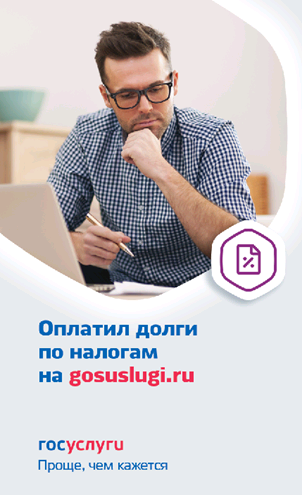 Оплатил долги
по налогам
на gosuslugi.ru
госуслуги
Проще, чем кажется